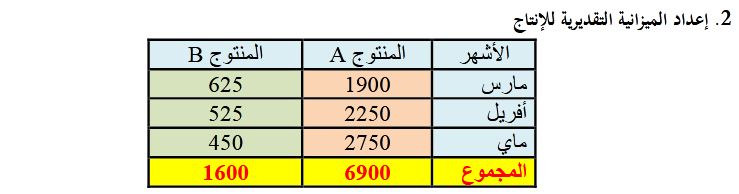 2. إعداد الميزانية التقديرية للإنتاج
الأشهر المنتوج A المنتوج B
مارس 1900 625
أفريل 2250 525
ماي 2750 450
المجموع 6900 1600